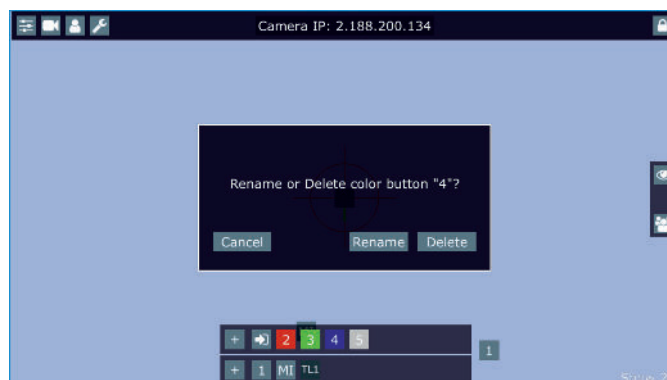 Camera IP: 2.188.200.134
Rename or Delete color button "4"?
Cancel Rename Delete
+ 2 3 4 5
1
+ 1 MI TL1